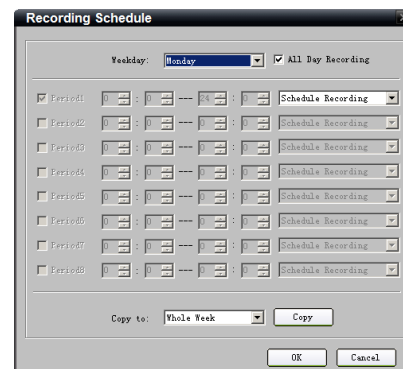 Recording Schedule
Weekday: Monday All Day Recording
Period1 0 : 0 --- 24 : 0 Schedule Recording
Period2 0 : 0 --- 0 : 0 Schedule Recording
Period3 0 : 0 --- 0 : 0 Schedule Recording
Period4 0 : 0 --- 0 : 0 Schedule Recording
Period5 0 : 0 --- 0 : 0 Schedule Recording
Period6 0 : 0 --- 0 : 0 Schedule Recording
Period7 0 : 0 --- 0 : 0 Schedule Recording
Period8 0 : 0 --- 0 : 0 Schedule Recording
Copy to: Whole Week Copy
OK Cancel